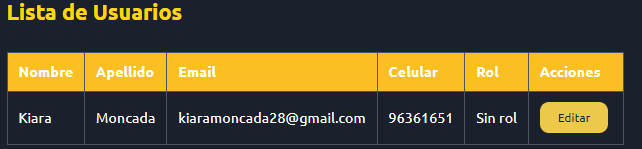 Lista de Usuarios
Nombre Apellido Email Celular Rol Acciones
Kiara Moncada kiaramoncada28@gmail.com 96361651 Sin rol Editar